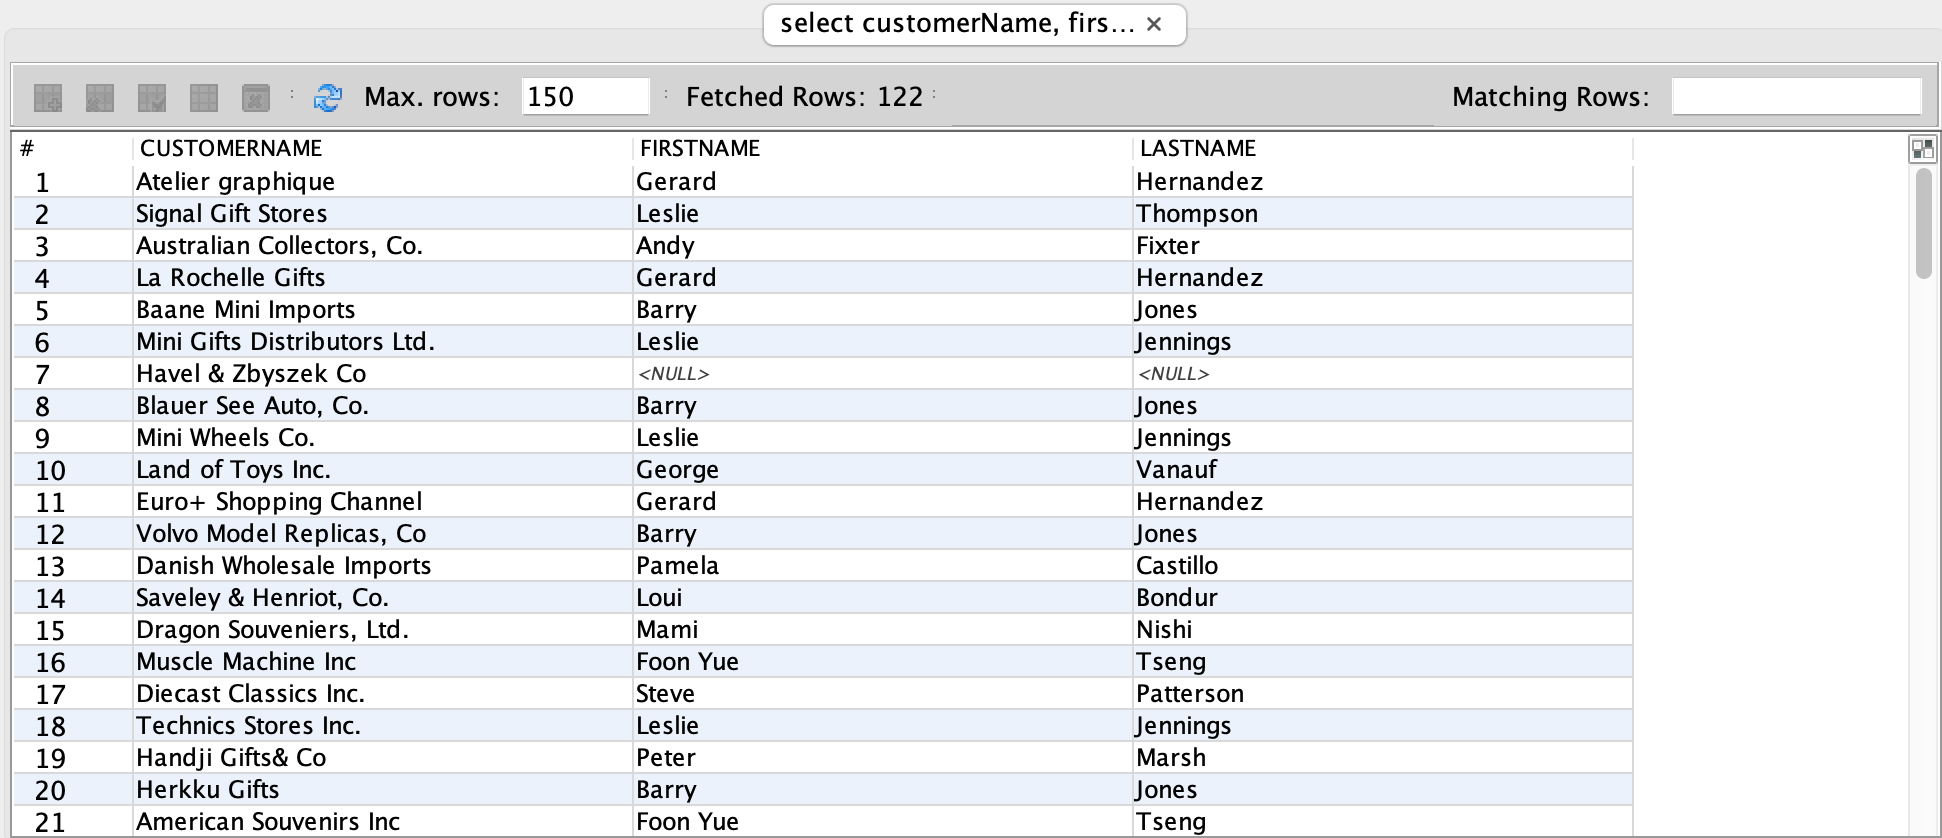 select customerName, firs...
Max. rows: 150 Fetched Rows: 122 Matching Rows:
# CUSTOMERNAME FIRSTNAME LASTNAME
1 Atelier graphique Gerard Hernandez
2 Signal Gift Stores Leslie Thompson
3 Australian Collectors, Co. Andy Fixter
4 La Rochelle Gifts Gerard Hernandez
5 Baane Mini Imports Barry Jones
6 Mini Gifts Distributors Ltd. Leslie Jennings
7 Havel & Zbyszek Co <NULL> <NULL>
8 Blauer See Auto, Co. Barry Jones
9 Mini Wheels Co. Leslie Jennings
10 Land of Toys Inc. George Vanauf
11 Euro+ Shopping Channel Gerard Hernandez
12 Volvo Model Replicas, Co Barry Jones
13 Danish Wholesale Imports Pamela Castillo
14 Saveley & Henriot, Co. Loui Bondur
15 Dragon Souveniers, Ltd. Mami Nishi
16 Muscle Machine Inc Foon Yue Tseng
17 Diecast Classics Inc. Steve Patterson
18 Technics Stores Inc. Leslie Jennings
19 Handji Gifts& Co Peter Marsh
20 Herkku Gifts Barry Jones
21 American Souvenirs Inc Foon Yue Tseng